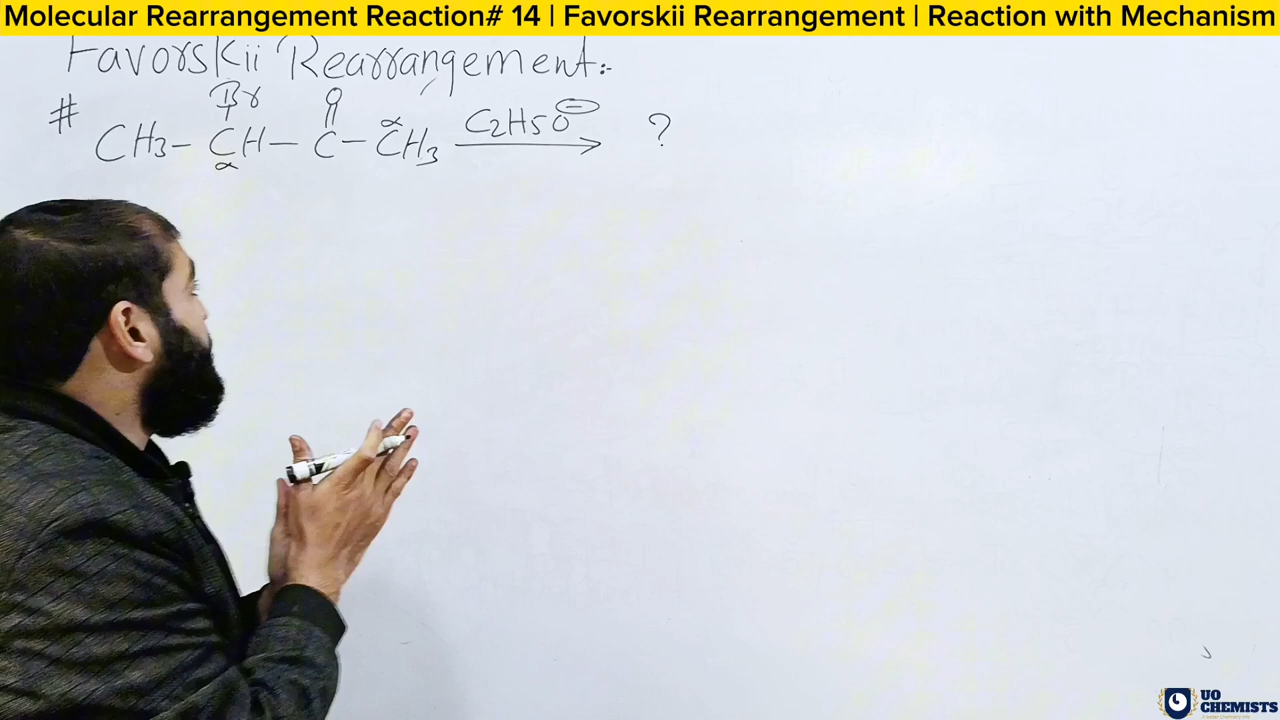 Molecular Rearrangement Reaction# 14 | Favorskii Rearrangement | Reaction with Mechanism
Favorskii Rearrangement:-
Br O
# CH3-CH-C-CH3 C2H5O⊖ ?
α α
UO
CHEMISTS